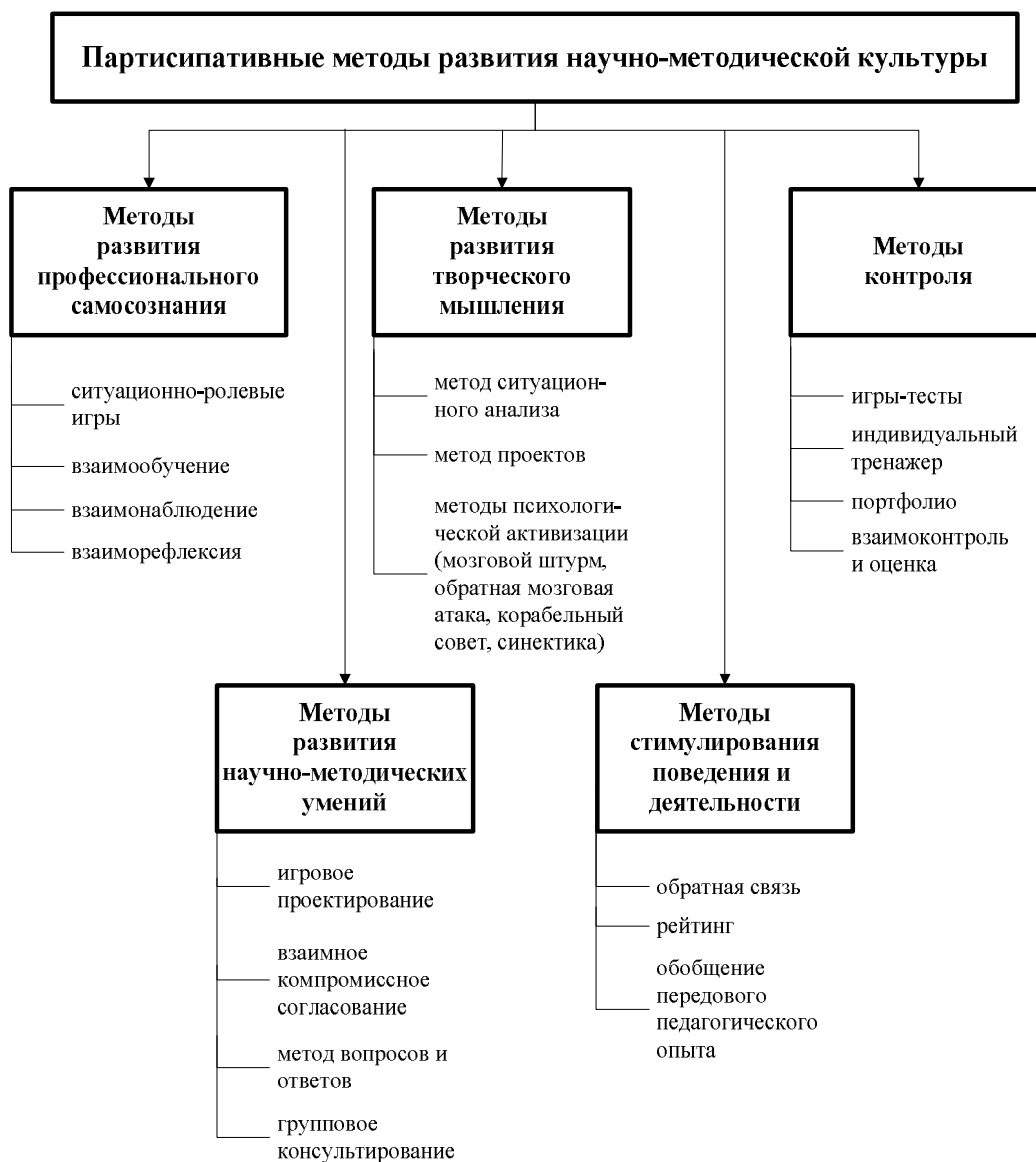 Партисипативные методы развития научно-методической культуры
Методы
развития
профессионального
самосознания
ситуационно-ролевые
игры
взаимообучение
взаимонаблюдение
взаиморефлексия
Методы
развития
творческого
мышления
метод ситуацион-
ного анализа
метод проектов
методы психологи-
ческой активизации
(мозговой штурм,
обратная мозговая
атака, корабельный
совет, синектика)
Методы
контроля
игры-тесты
индивидуальный
тренажер
портфолио
взаимоконтроль
и оценка
Методы
развития
научно-методических
умений
игровое
проектирование
взаимное
компромиссное
согласование
метод вопросов и
ответов
групповое
консультирование
Методы
стимулирования
поведения и
деятельности
обратная связь
рейтинг
обобщение
передового
педагогического
опыта